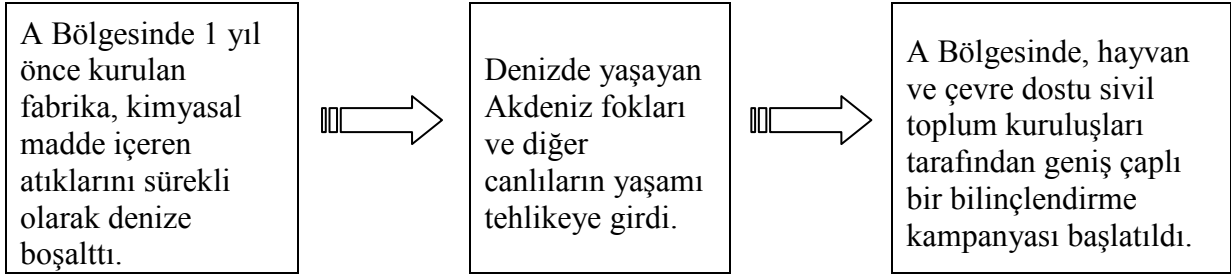 A Bölgesinde 1 yıl
önce kurulan
fabrika, kimyasal
madde içeren
atıklarını sürekli
olarak denize
boşalttı.
Denizde yaşayan
Akdeniz fokları
ve diğer
canlıların yaşamı
tehlikeye girdi.
A Bölgesinde, hayvan
ve çevre dostu sivil
toplum kuruluşları
tarafından geniş çaplı
bir bilinçlendirme
kampanyası başlatıldı.